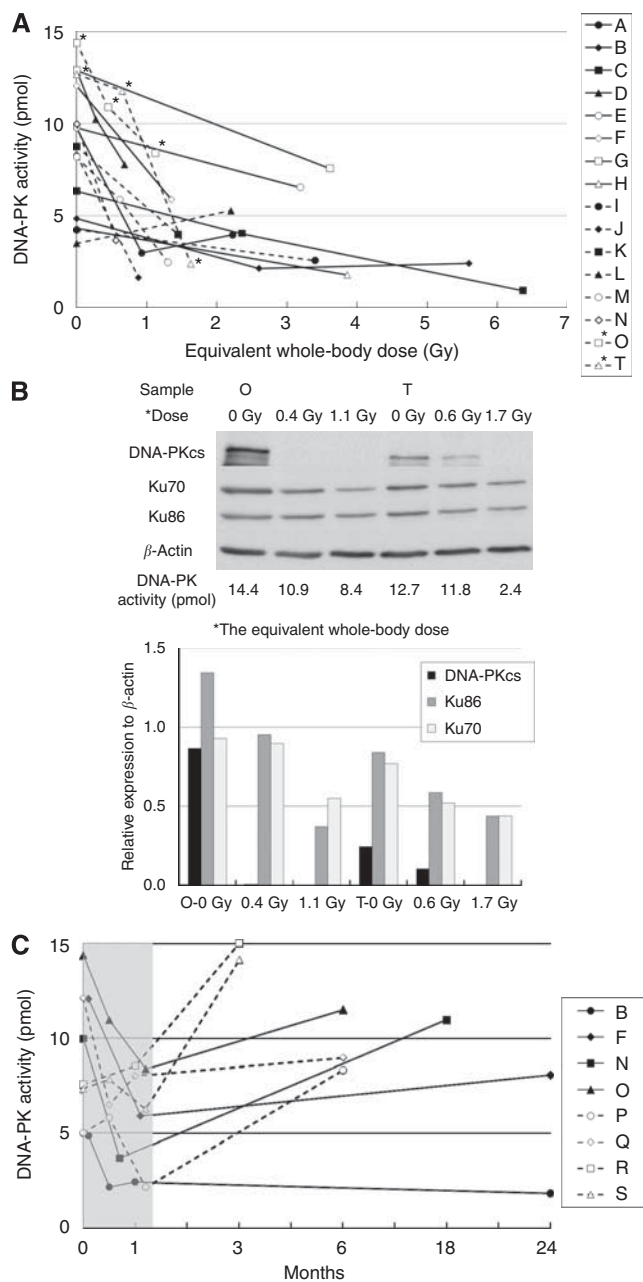 A
DNA-PK activity (pmol)
15
10
5
0
0 1 2 3 4 5 6 7
Equivalent whole-body dose (Gy)
* * * * * *
A
B
C
D
E
F
G
H
I
J
K
L
M
N
*O
*T
B
Sample O T
*Dose 0 Gy 0.4 Gy 1.1 Gy 0 Gy 0.6 Gy 1.7 Gy
DNA-PKcs
Ku70
Ku86
β-Actin
DNA-PK
activity (pmol) 14.4 10.9 8.4 12.7 11.8 2.4
*The equivalent whole-body dose
Relative expression to β-actin
1.5
1.0
0.5
0.0
DNA-PKcs
Ku86
Ku70
O-0 Gy 0.4 Gy 1.1 Gy T-0 Gy 0.6 Gy 1.7 Gy
C
DNA-PK activity (pmol)
15
10
5
0
0 1 3 6 18 24
Months
B
F
N
O
P
Q
R
S